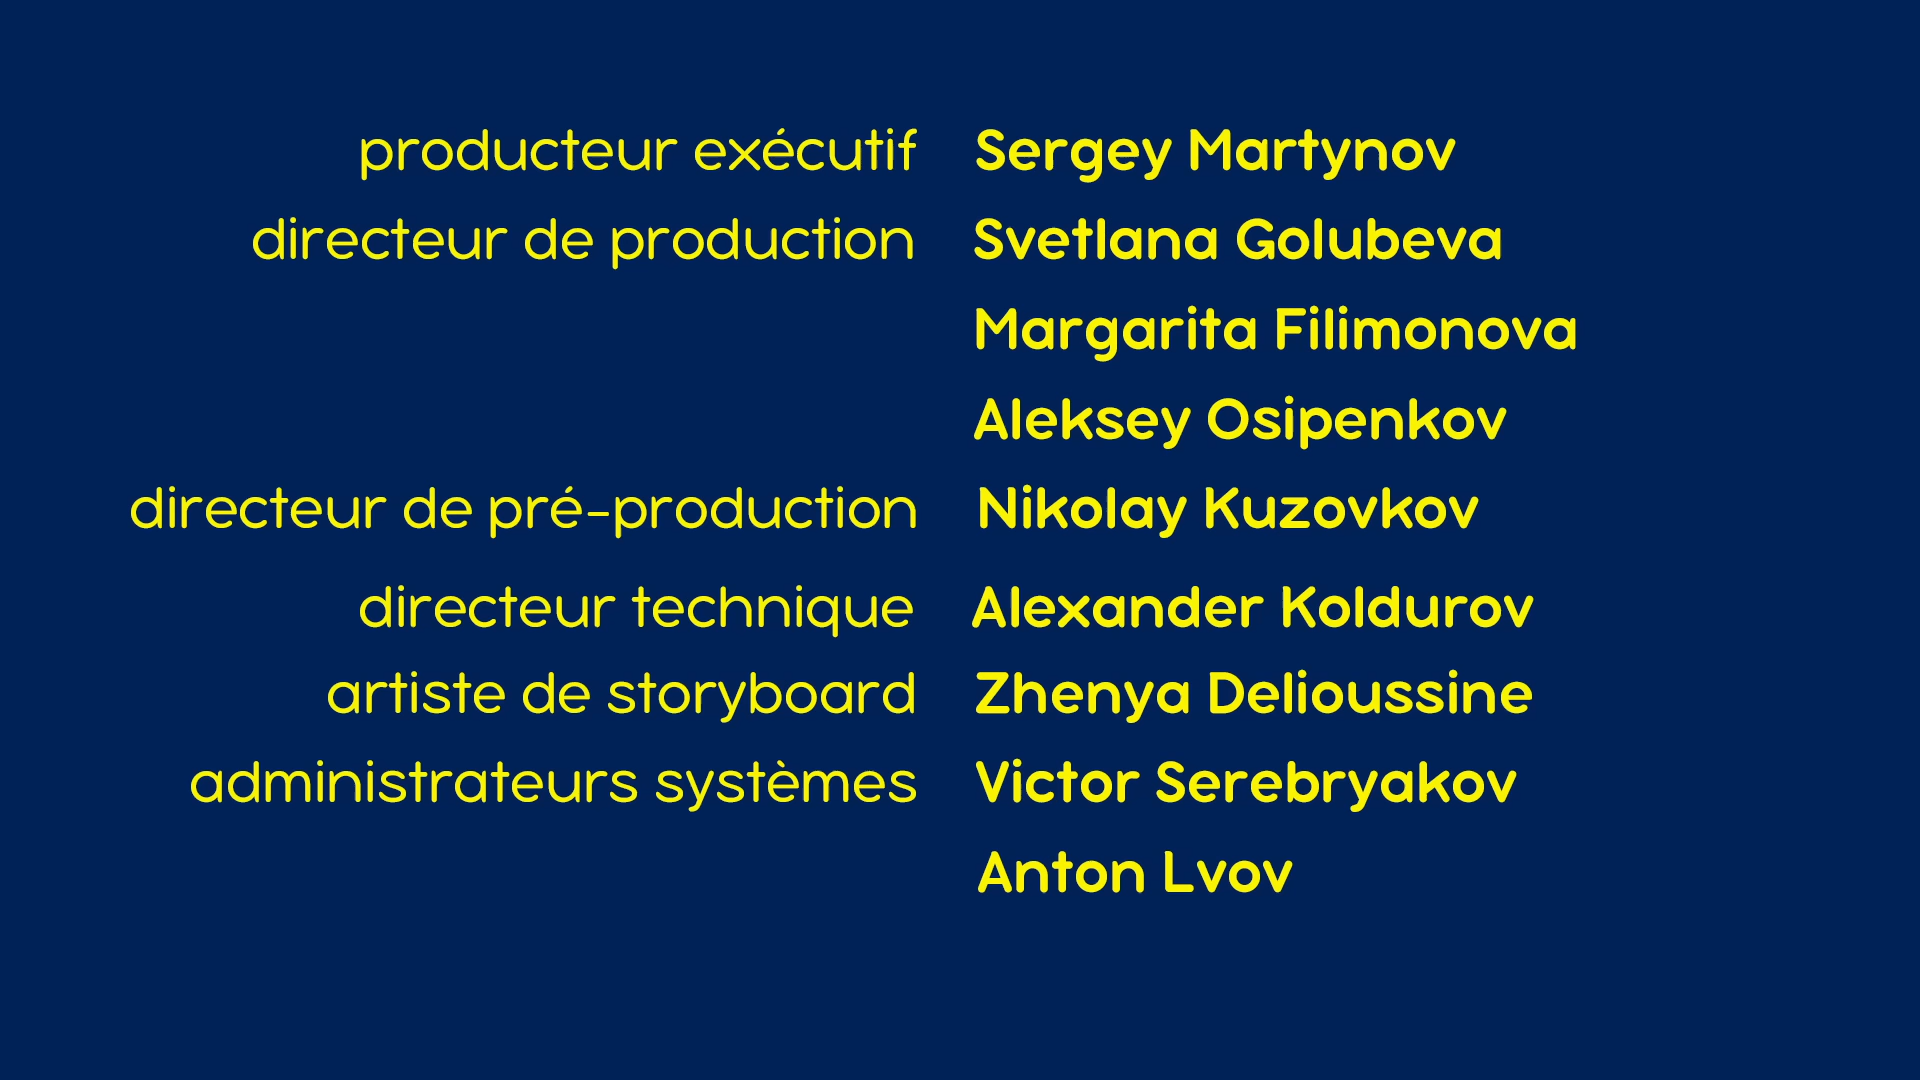 producteur exécutif Sergey Martynov
directeur de production Svetlana Golubeva
Margarita Filimonova
Aleksey Osipenkov
directeur de pré-production Nikolay Kuzovkov
directeur technique Alexander Koldurov
artiste de storyboard Zhenya Delioussine
administrateurs systèmes Victor Serebryakov
Anton Lvov